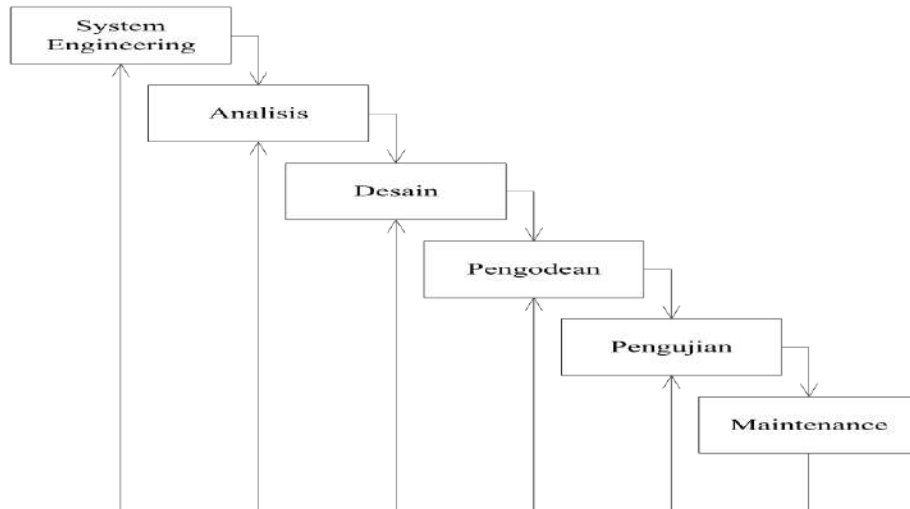 System
Engineering
Analisis
Desain
Pengodean
Pengujian
Maintenance